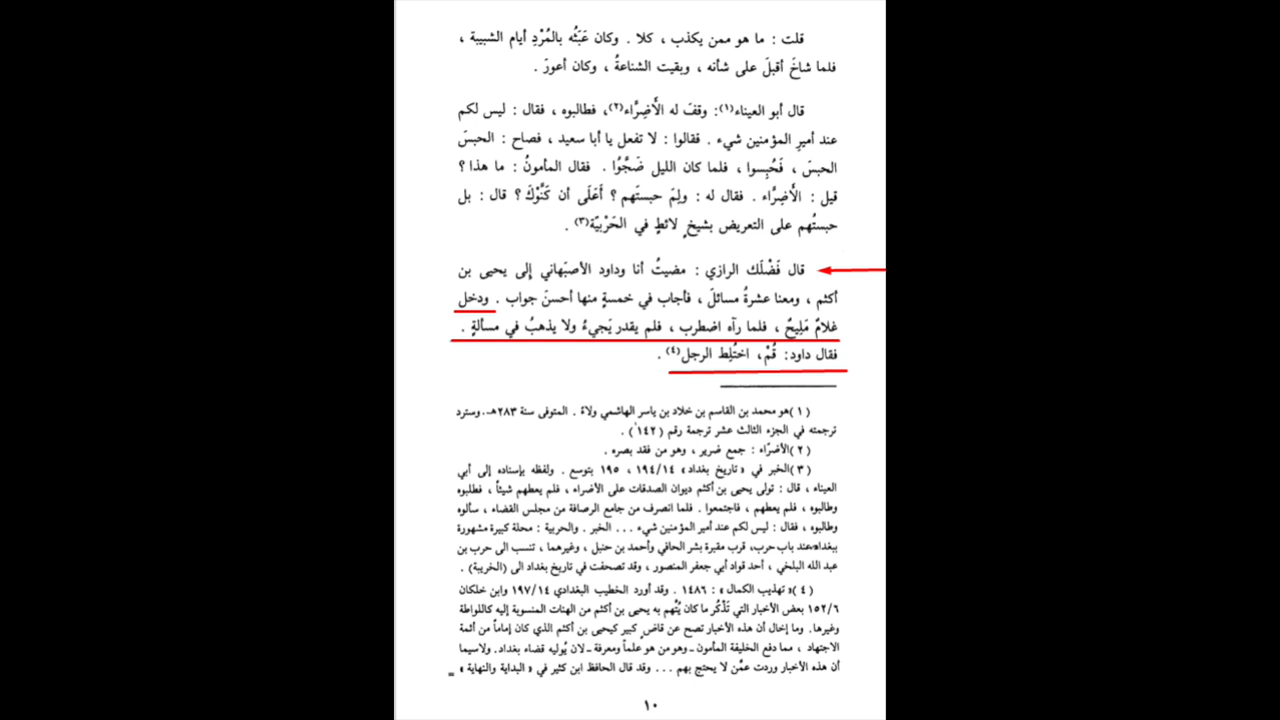 قلت : ما هو ممن يكذب ، كلا . وكان عَبَثُه بالمُرْدِ أيام الشبيبة ،
فلما شاخَ أقبلَ على شأنه ، وبقيت الشناعةُ ، وكان أعورَ .
قال أبو العيناء(١): وقفَ له الأَضِرَّاء(٢)، فطالبوه ، فقال : ليس لكم
عند أميرِ المؤمنين شيء . فقالوا : لا تفعل يا أبا سعيد ، فصاح : الحبسَ
الحبسَ ، فَحُبِسوا ، فلما كان الليل ضَجُّوا . فقال المأمونُ : ما هذا ؟
قيل : الأَضِرَّاء . فقال له : ولِمَ حبستَهم ؟ أَعَلَى أن كَنَّوْكَ ؟ قال : بل
حبستُهم على التعريض بشيخٍ لائطٍ في الحَرْبيّة(٣) .
قال فَضْلَك الرازي : مضيتُ أنا وداود الأصبَهاني إلى يحيى بن
أكثم ، ومعنا عشرةُ مسائلَ ، فأجاب في خمسةٍ منها أحسنَ جواب . ودخل
غلامٌ مَلِيحٌ ، فلما رآه اضطرب ، فلم يقدر يَجيءُ ولا يذهبُ في مسألةٍ .
فقال داود: قُمْ، اختُلِط الرجل(٤) .
(١)هو محمد بن القاسم بن خلاد بن ياسر الهاشمي ولاءً . المتوفى سنة ٢٨٣هـ..وسترد
ترجمته في الجزء الثالث عشر ترجمة رقم (١٤٢) .
(٢)الأضرّاء : جمع ضرير ، وهو من فقد بصره .
(٣)الخبر في «تاريخ بغداد» ١٩٤/١٤ ، ١٩٥ بتوسع . ولفظه بإسناده إلى أبي
العيناء ، قال : تولى يحيى بن أكثم ديوان الصدقات على الأضراء ، فلم يعطهم شيئاً ، فطلبوه
وطالبوه ، فلم يعطهم ، فاجتمعوا . فلما انصرف من جامع الرصافة من مجلس القضاء ، سألوه
وطالبوه ، فقال : ليس لكم عند أمير المؤمنين شيء . . . الخبر . والحربية : محلة كبيرة مشهورة
ببغداد عند باب حرب، قرب مقبرة بشر الحافي وأحمد بن حنبل ، وغيرهما ، تنسب الى حرب بن
عبد الله البلخي ، أحد قواد أبي جعفر المنصور ، وقد تصحفت في تاريخ بغداد الى (الخريبة) .
(٤)« تهذيب الكمال » : ١٤٨٦ . وقد أورد الخطيب البغدادي ١٩٧/١٤ وابن خلكان
١٥٢/٦ بعض الأخبار التي تَذْكُر ما كان يُتَّهم به يحيى بن أكثم من الهنات المنسوبة إليه كاللواطة
وغيرها. وما إخال أن هذه الأخبار تصح عن قاضٍ كبير كيحيى بن أكثم الذي كان إماماً من أئمة
الاجتهاد ، مما دفع الخليفة المأمون ـ وهو من هو علماً ومعرفة ـ لان يُوليه قضاء بغداد. ولاسيما
أن هذه الأخبار وردت عمَّن لا يحتج بهم . . . وقد قال الحافظ ابن كثير في « البداية والنهاية » =
١٠